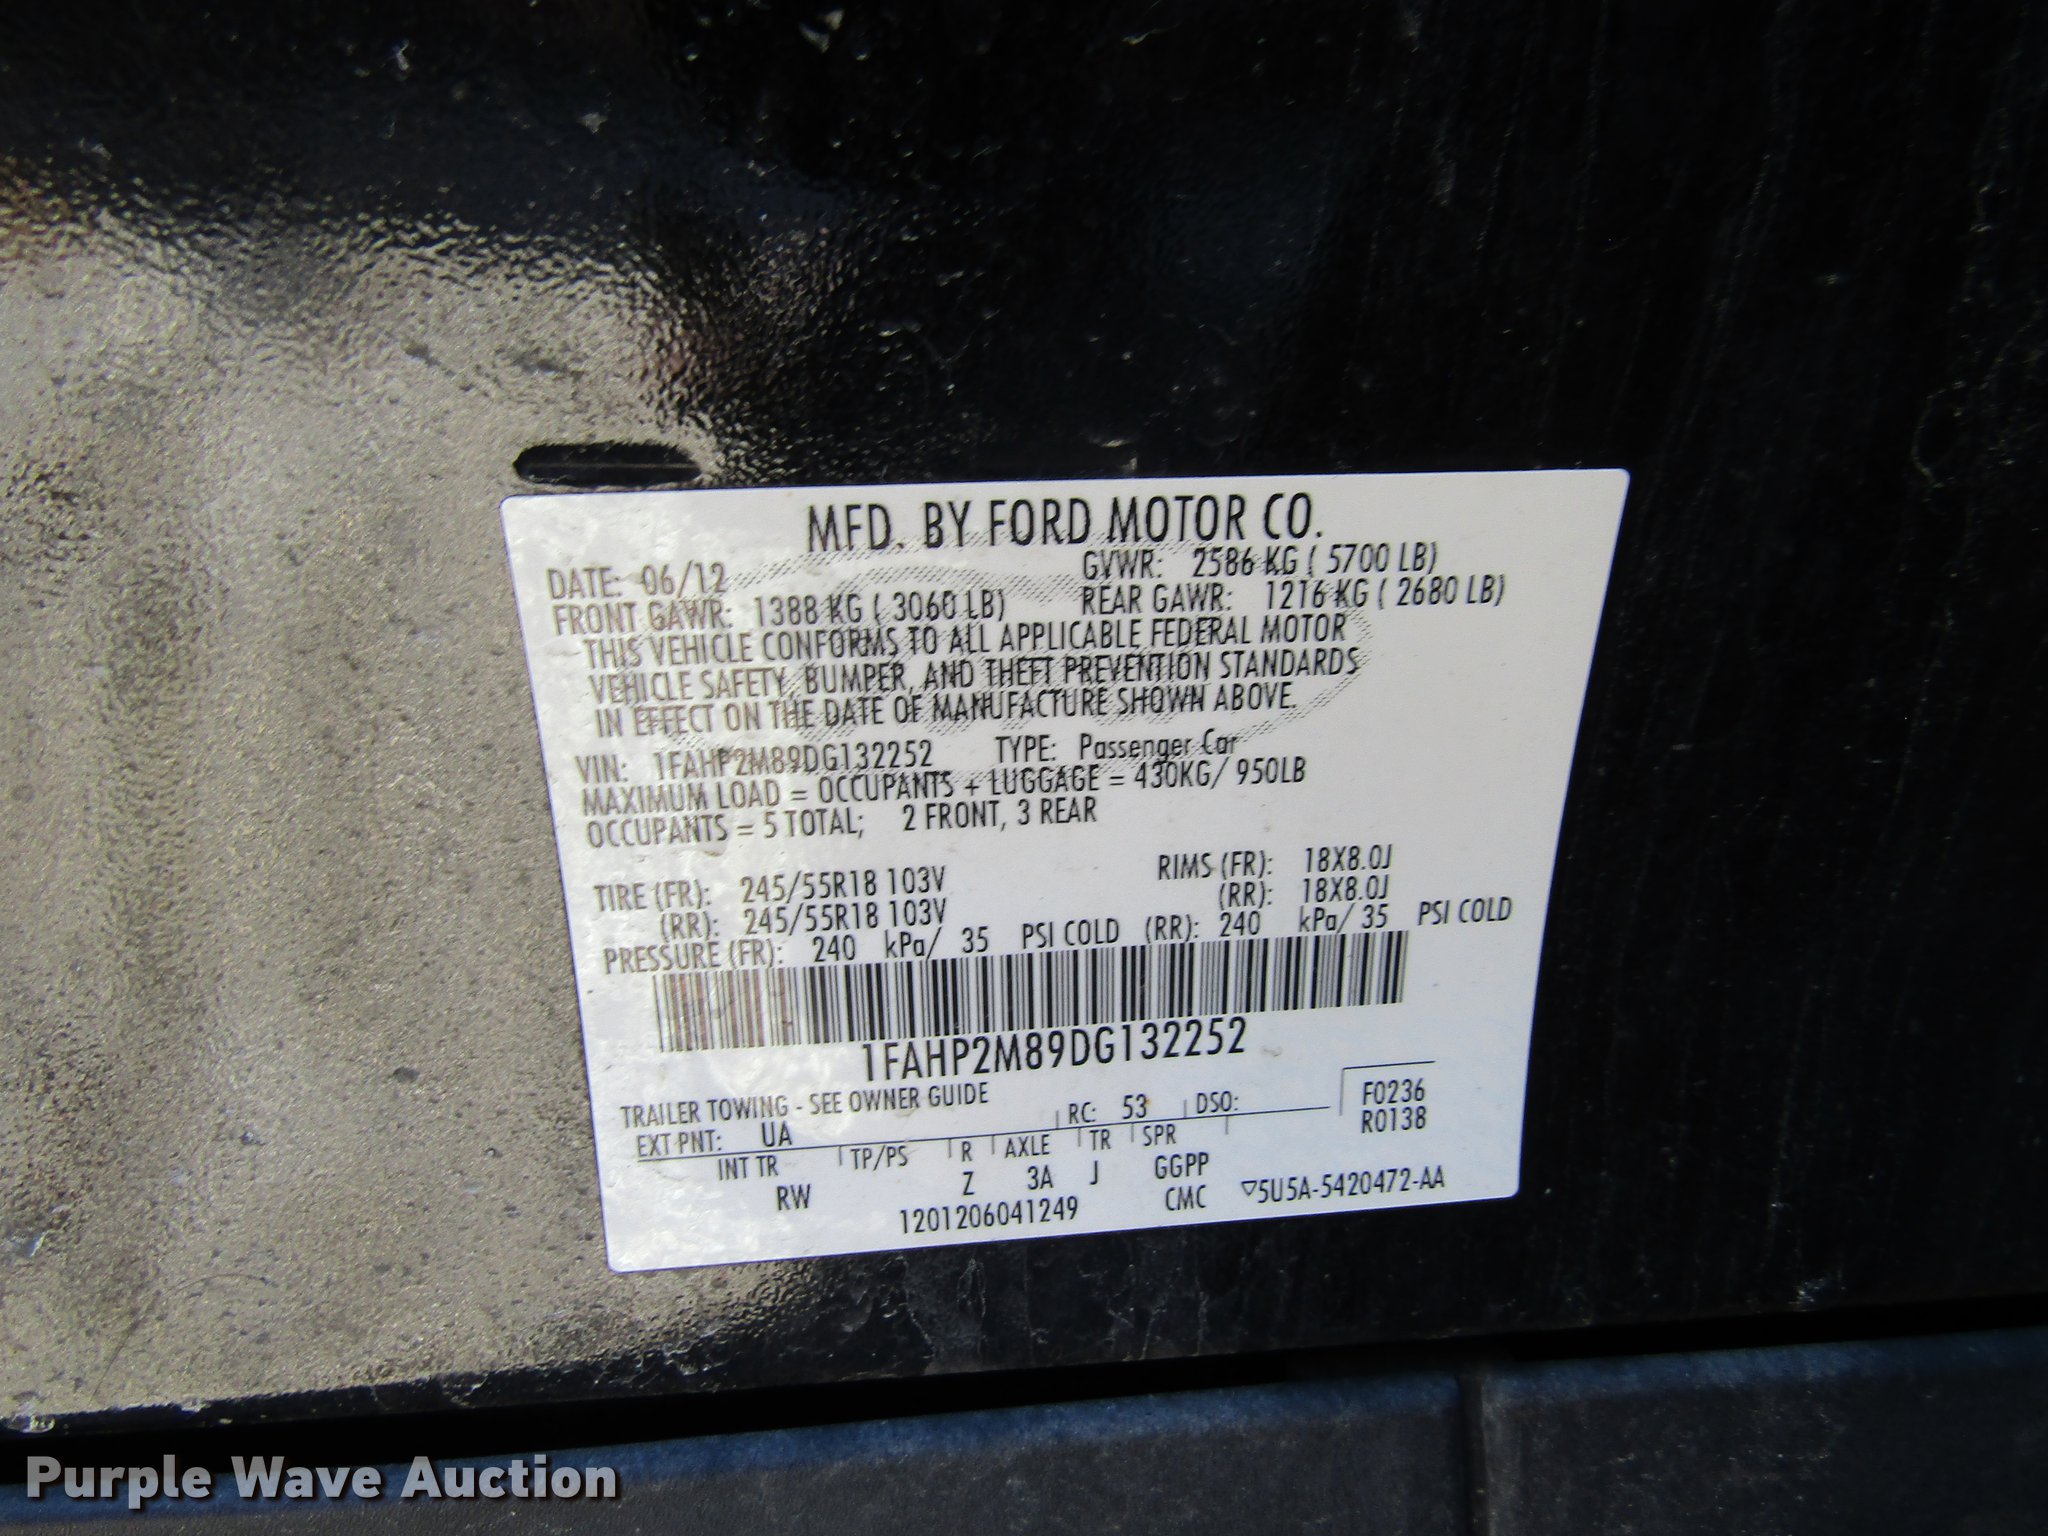 MFD. BY FORD MOTOR CO.
DATE: 06/12 GVWR: 2586 KG ( 5700 LB)
FRONT GAWR: 1388 KG ( 3060 LB) REAR GAWR: 1216 KG ( 2680 LB)
THIS VEHICLE CONFORMS TO ALL APPLICABLE FEDERAL MOTOR
VEHICLE SAFETY, BUMPER, AND THEFT PREVENTION STANDARDS
IN EFFECT ON THE DATE OF MANUFACTURE SHOWN ABOVE.
VIN: 1FAHP2M89DG132252 TYPE: Passenger Car
MAXIMUM LOAD = OCCUPANTS + LUGGAGE = 430KG/ 950LB
OCCUPANTS = 5 TOTAL; 2 FRONT, 3 REAR
TIRE (FR): 245/55R18 103V RIMS (FR): 18X8.0J
(RR): 245/55R18 103V (RR): 18X8.0J
PRESSURE (FR): 240 kPa/ 35 PSI COLD (RR): 240 kPa/ 35 PSI COLD
1FAHP2M89DG132252
TRAILER TOWING - SEE OWNER GUIDE F0236
EXT PNT: UA RC: 53 DSO: R0138
INT TR TP/PS R AXLE TR SPR
RW Z 3A J GGPP
1201206041249 CMC ▽5U5A-5420472-AA
Purple Wave Auction